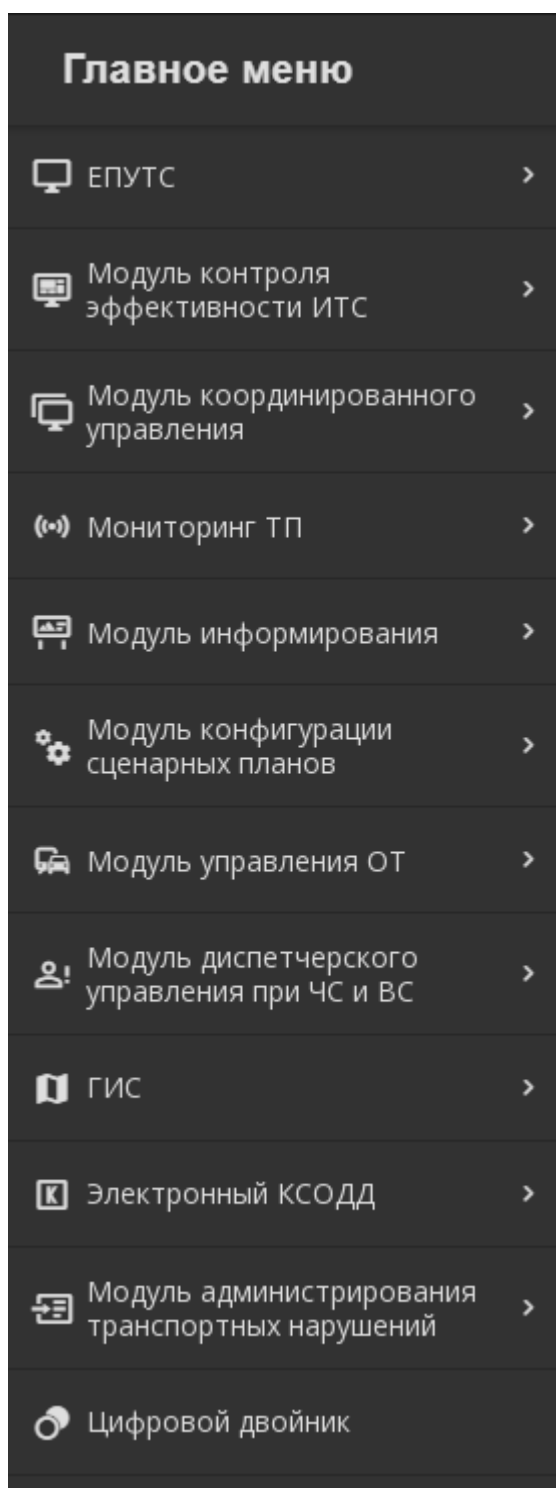 Главное меню
ЕПУТС
Модуль контроля
эффективности ИТС
Модуль координированного
управления
Мониторинг ТП
Модуль информирования
Модуль конфигурации
сценарных планов
Модуль управления ОТ
Модуль диспетчерского
управления при ЧС и ВС
ГИС
Электронный КСОДД
Модуль администрирования
транспортных нарушений
Цифровой двойник